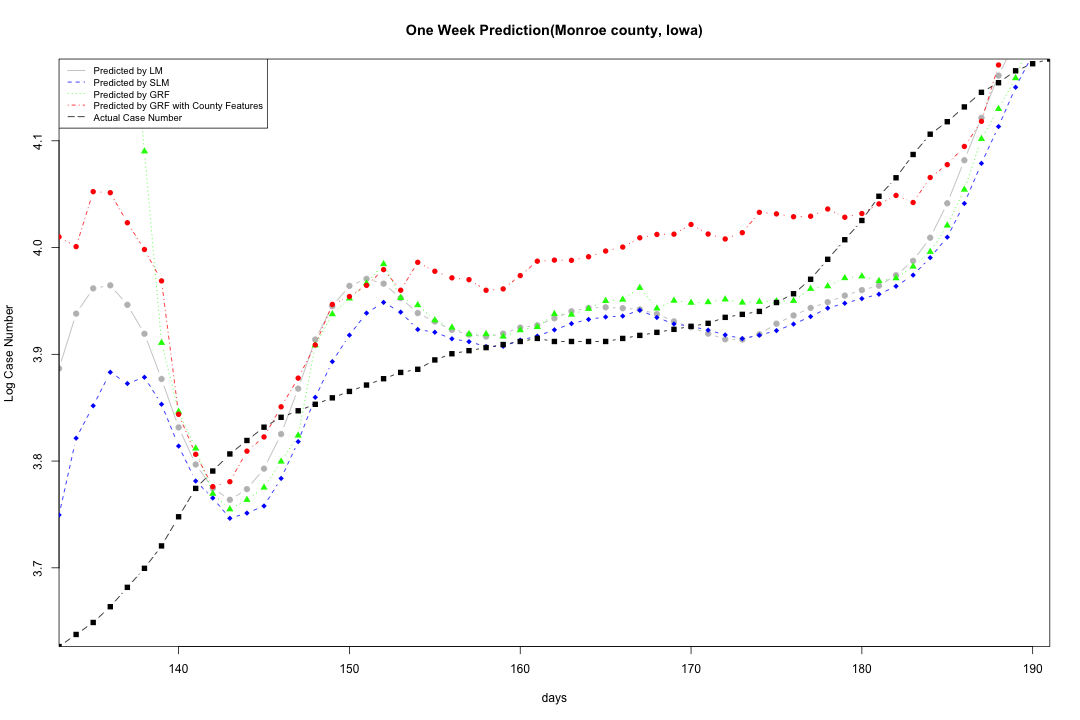 One Week Prediction(Monroe county, Iowa)
Predicted by LM
Predicted by SLM
Predicted by GRF
Predicted by GRF with County Features
Actual Case Number
4.1
4.0
3.9
3.8
3.7
Log Case Number
140 150 160 170 180 190
days